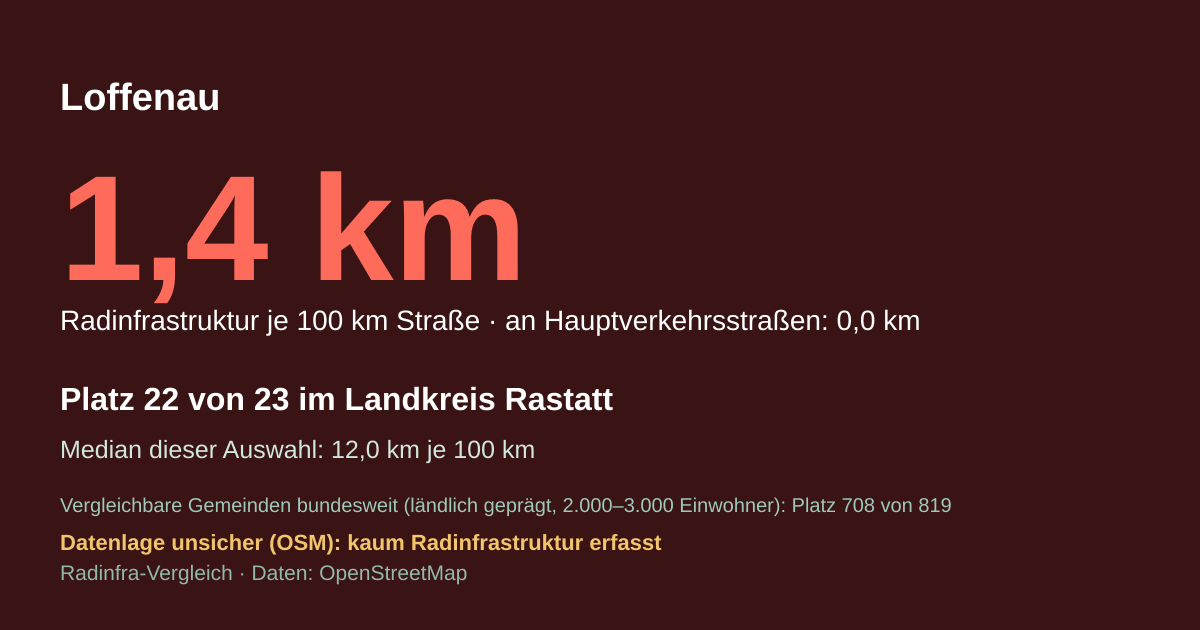 Loffenau
1,4 km
Radinfrastruktur je 100 km Straße · an Hauptverkehrsstraßen: 0,0 km
Platz 22 von 23 im Landkreis Rastatt
Median dieser Auswahl: 12,0 km je 100 km
Vergleichbare Gemeinden bundesweit (ländlich geprägt, 2.000–3.000 Einwohner): Platz 708 von 819
Datenlage unsicher (OSM): kaum Radinfrastruktur erfasst
Radinfra-Vergleich · Daten: OpenStreetMap